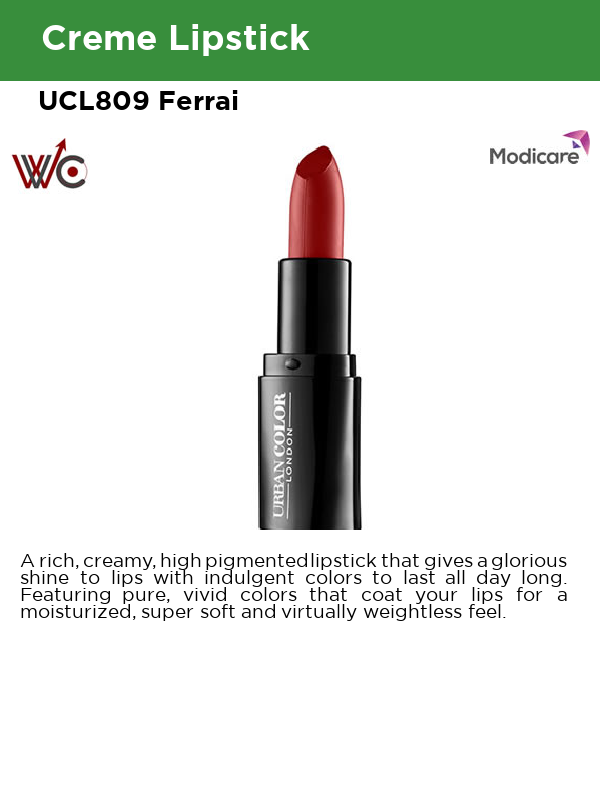 Creme Lipstick
UCL809 Ferrai
WC
Modicare
URBAN COLOR
LONDON
A rich, creamy, high pigmented lipstick that gives a glorious
shine to lips with indulgent colors to last all day long.
Featuring pure, vivid colors that coat your lips for a
moisturized, super soft and virtually weightless feel.